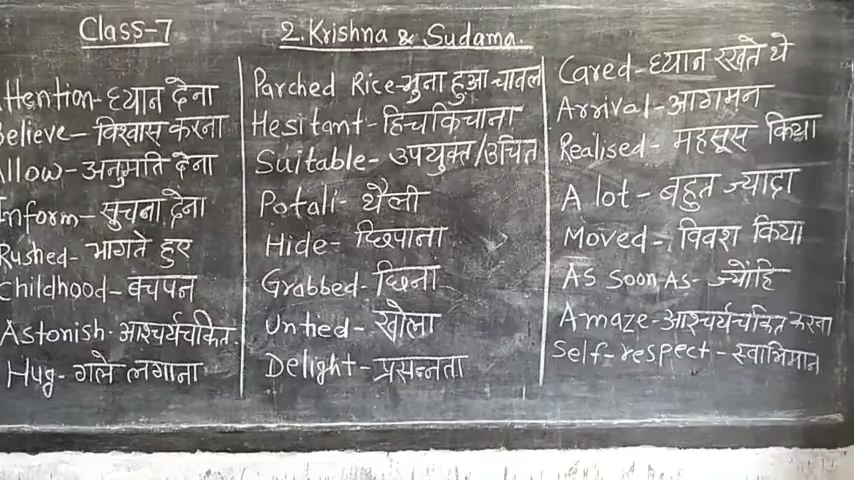 Class-7
2. Krishna & Sudama.
ttention- ध्यान देना
Believe- विश्वास करना
Allow- अनुमति देना
Inform- सुचना देना
Rushed- भागते हुए
Childhood- बचपन
Astonish- आश्चर्यचकित
Hug- गले लगाना
Parched Rice- भुना हुआ चावल
Hesitant- हिचकिचाना
Suitable- उपयुक्त/उचित
Potali- थैली
Hide- छिपाना
Grabbed- छिना
Untied- खोला
Delight- प्रसन्नता
Cared- ध्यान रखते थे
Arrival- आगमन
Realised- महसूस किया
A lot- बहुत ज्यादा
Moved- विवश किया
As Soon As- ज्योंहि
Amaze- आश्चर्यचकित करना
Self-respect- स्वाभिमान